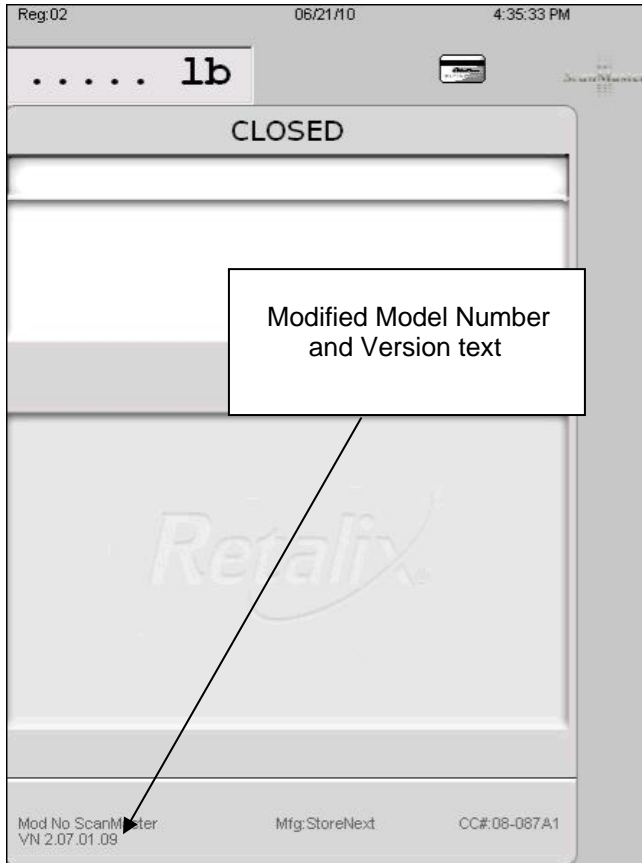 Reg:02 06/21/10 4:35:33 PM
. . . . . lb
ScanMaster
CLOSED
Modified Model Number
and Version text
Retalix
Mod No ScanMaster Mfg:StoreNext CC#:08-087A1
VN 2.07.01.09